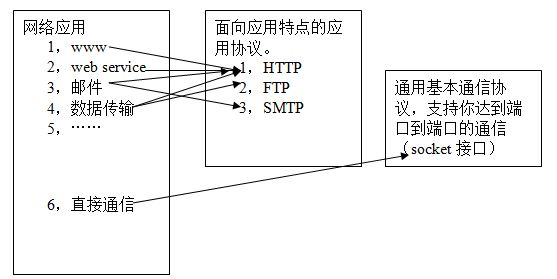 网络应用
1，www
2，web service
3，邮件
4，数据传输
5，……
6，直接通信
面向应用特点的应
用协议。
1，HTTP
2，FTP
3，SMTP
通用基本通信协
议，支持你达到端
口到端口的通信
（socket 接口）